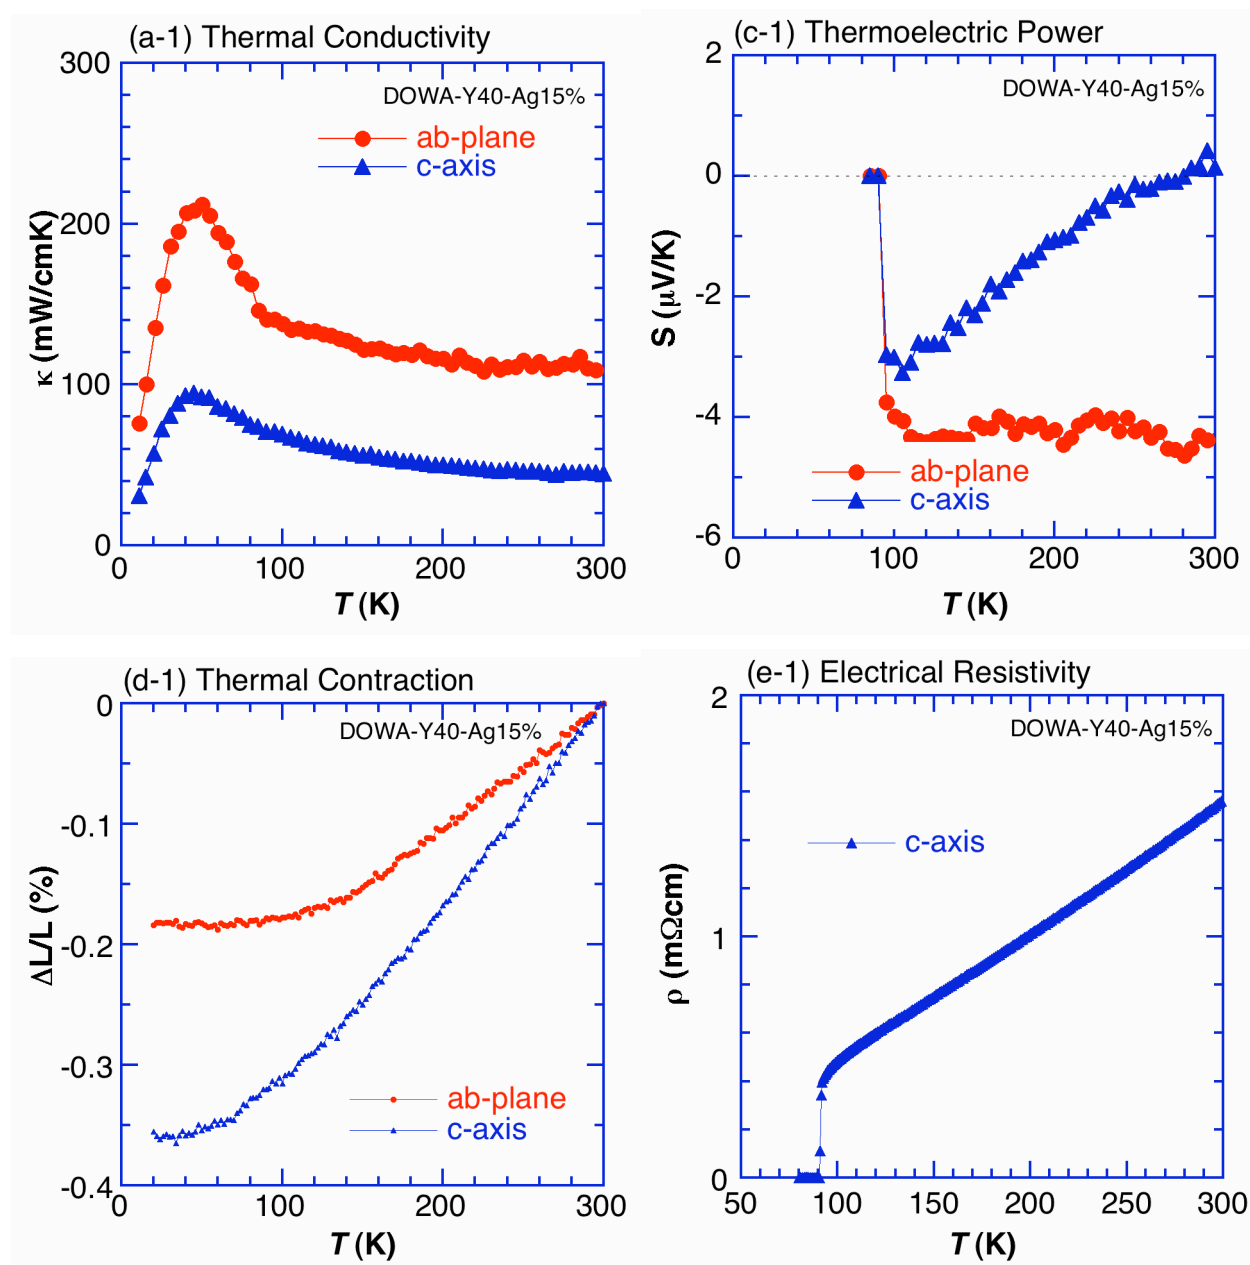 (a-1) Thermal Conductivity
300
200
100
0
κ (mW/cmK)
DOWA-Y40-Ag15%
ab-plane
c-axis
0 100 200 300
T (K)
(c-1) Thermoelectric Power
2
0
-2
-4
-6
S (μV/K)
DOWA-Y40-Ag15%
ab-plane
c-axis
0 100 200 300
T (K)
(d-1) Thermal Contraction
0
-0.1
-0.2
-0.3
-0.4
ΔL/L (%)
DOWA-Y40-Ag15%
ab-plane
c-axis
0 100 200 300
T (K)
(e-1) Electrical Resistivity
2
1
0
ρ (mΩcm)
DOWA-Y40-Ag15%
c-axis
50 100 150 200 250 300
T (K)